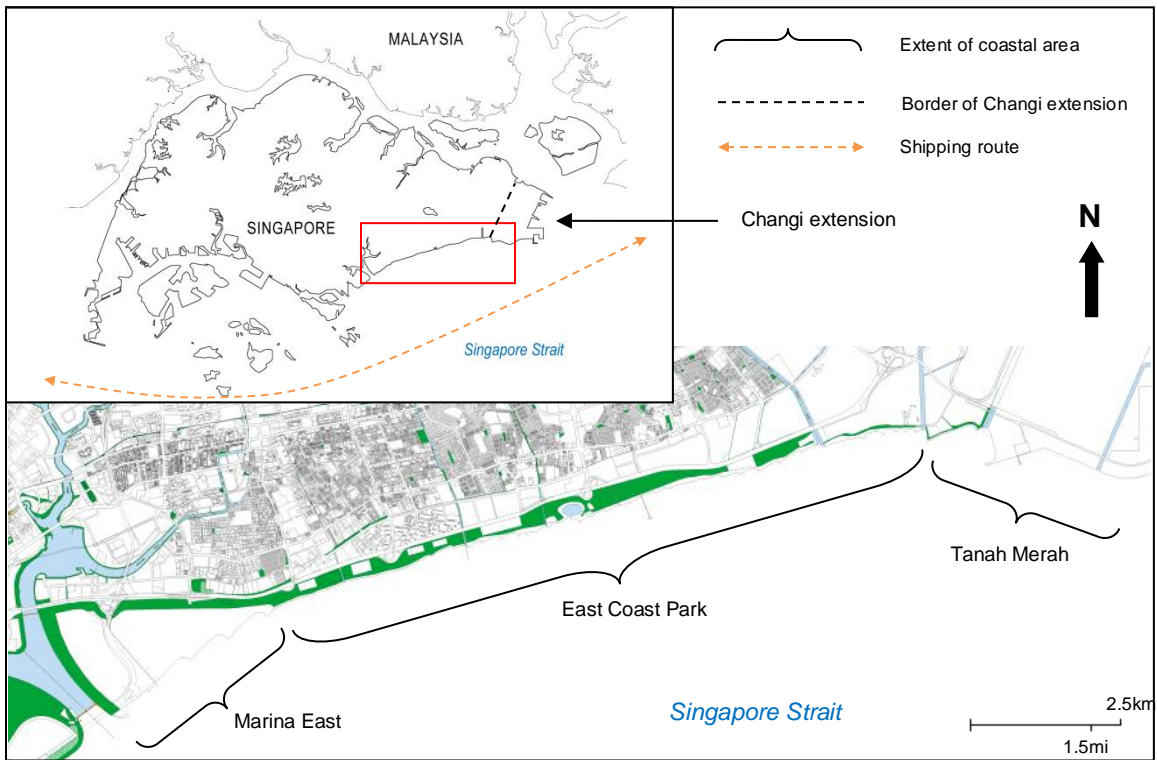 MALAYSIA
SINGAPORE
Singapore Strait
Extent of coastal area
Border of Changi extension
Shipping route
Changi extension
N
Tanah Merah
East Coast Park
Marina East
Singapore Strait
2.5km
1.5mi